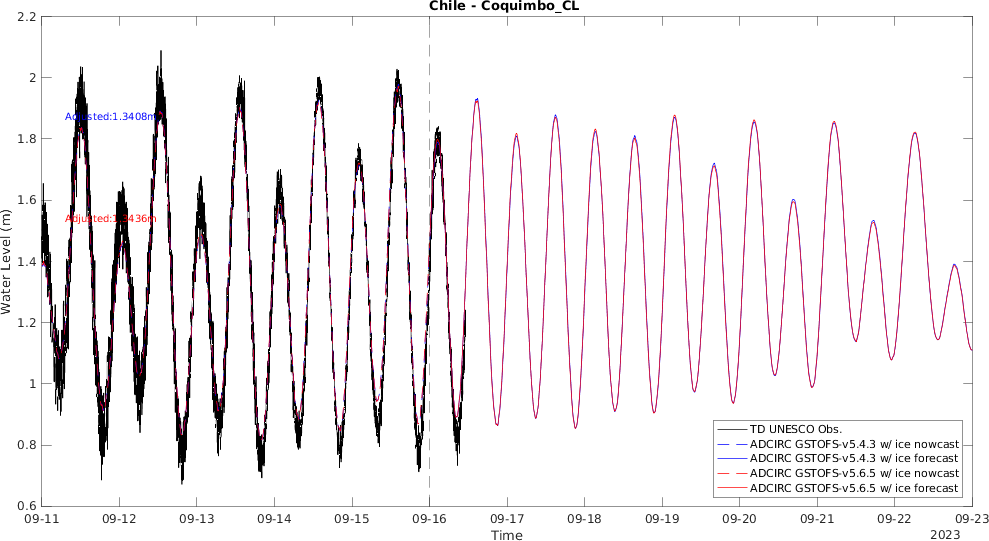 Chile - Coquimbo_CL
2.2
2
1.8
1.6
1.4
1.2
1
0.8
0.6
Water Level (m)
Adjusted:1.3408m
Adjusted:1.3436m
TD UNESCO Obs.
ADCIRC GSTOFS-v5.4.3 w/ ice nowcast
ADCIRC GSTOFS-v5.4.3 w/ ice forecast
ADCIRC GSTOFS-v5.6.5 w/ ice nowcast
ADCIRC GSTOFS-v5.6.5 w/ ice forecast
09-11 09-12 09-13 09-14 09-15 09-16 09-17 09-18 09-19 09-20 09-21 09-22 09-23
Time
2023